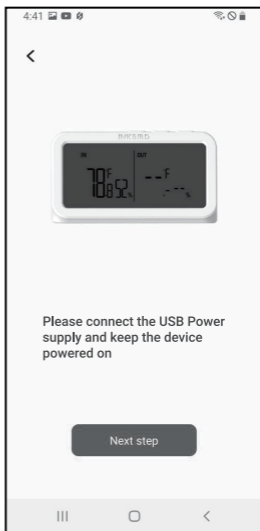 4:41
IN
OUT
F
--F
%
.--%
Please connect the USB Power
supply and keep the device
powered on
Next step